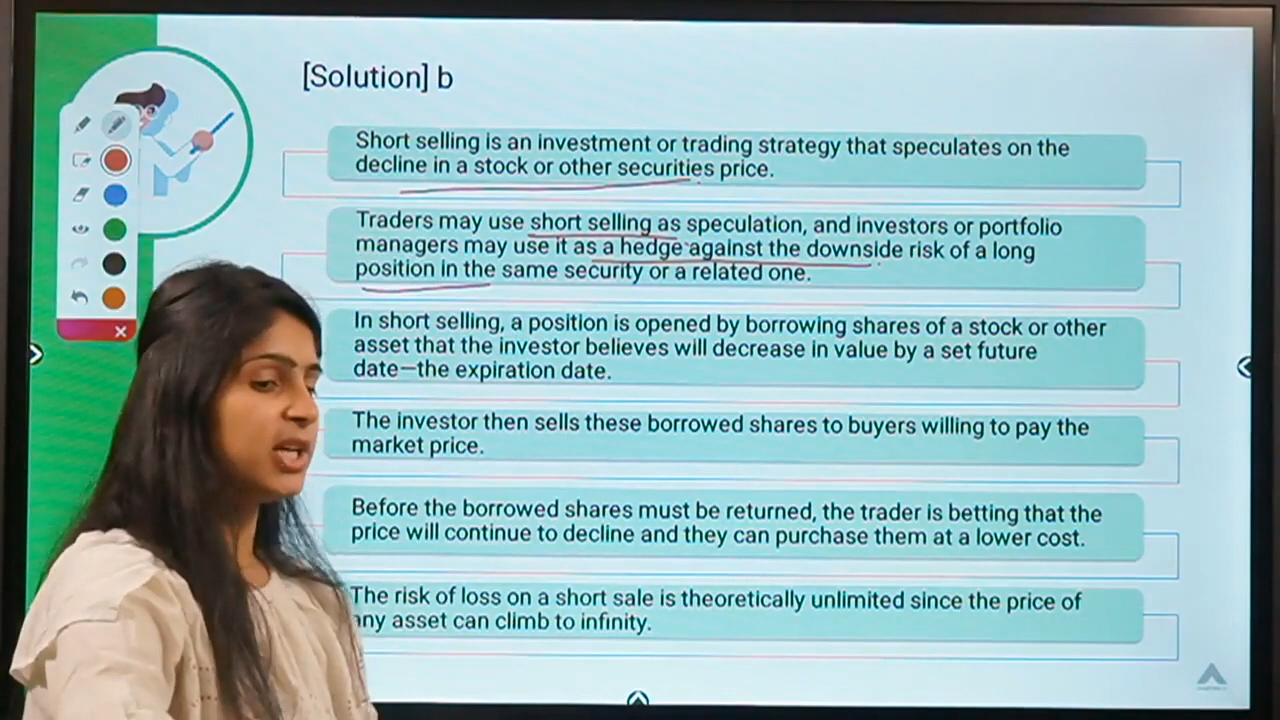 [Solution] b
Short selling is an investment or trading strategy that speculates on the
decline in a stock or other securities price.
Traders may use short selling as speculation, and investors or portfolio
managers may use it as a hedge against the downside risk of a long
position in the same security or a related one.
In short selling, a position is opened by borrowing shares of a stock or other
asset that the investor believes will decrease in value by a set future
date—the expiration date.
The investor then sells these borrowed shares to buyers willing to pay the
market price.
Before the borrowed shares must be returned, the trader is betting that the
price will continue to decline and they can purchase them at a lower cost.
The risk of loss on a short sale is theoretically unlimited since the price of
any asset can climb to infinity.